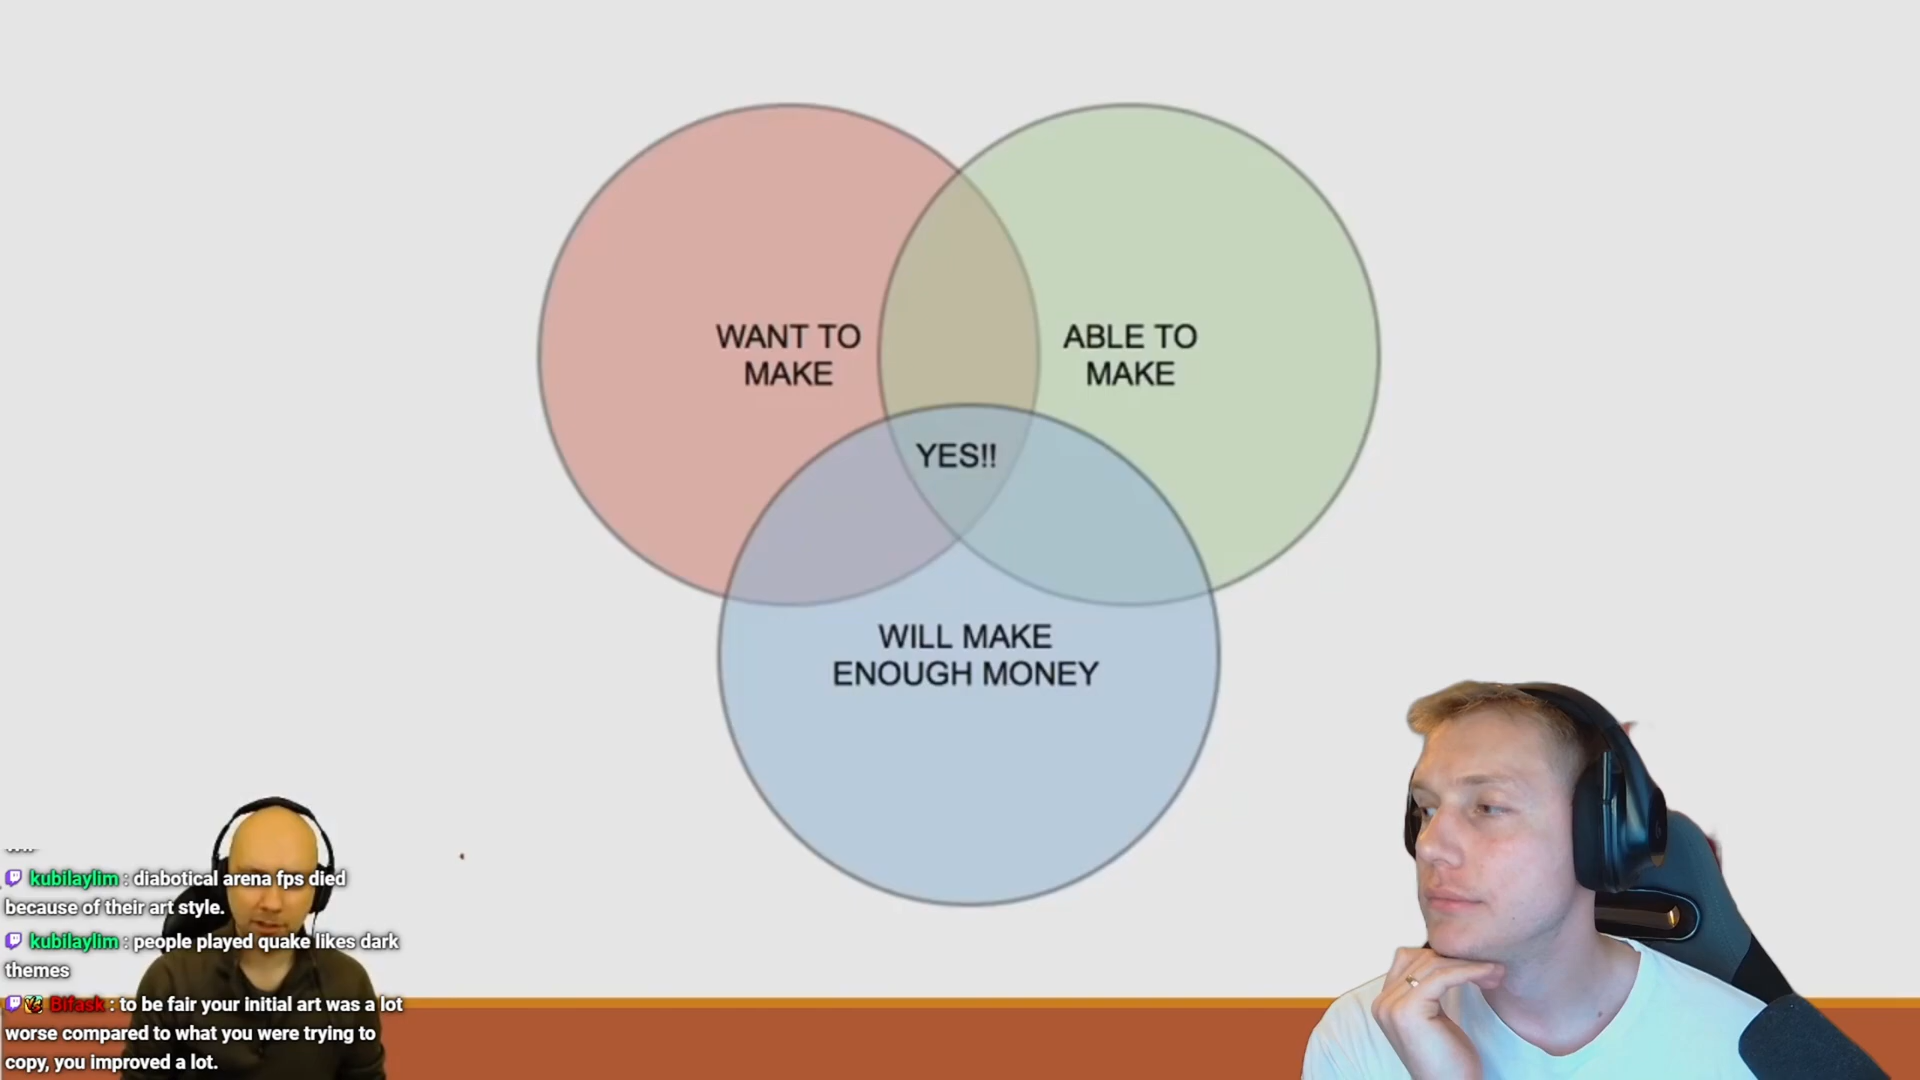 WANT TO
MAKE
ABLE TO
MAKE
YES!!
WILL MAKE
ENOUGH MONEY
kubilaylim : diabotical arena fps died
because of their art style.
kubilaylim : people played quake likes dark
themes
Bifask : to be fair your initial art was a lot
worse compared to what you were trying to
copy, you improved a lot.